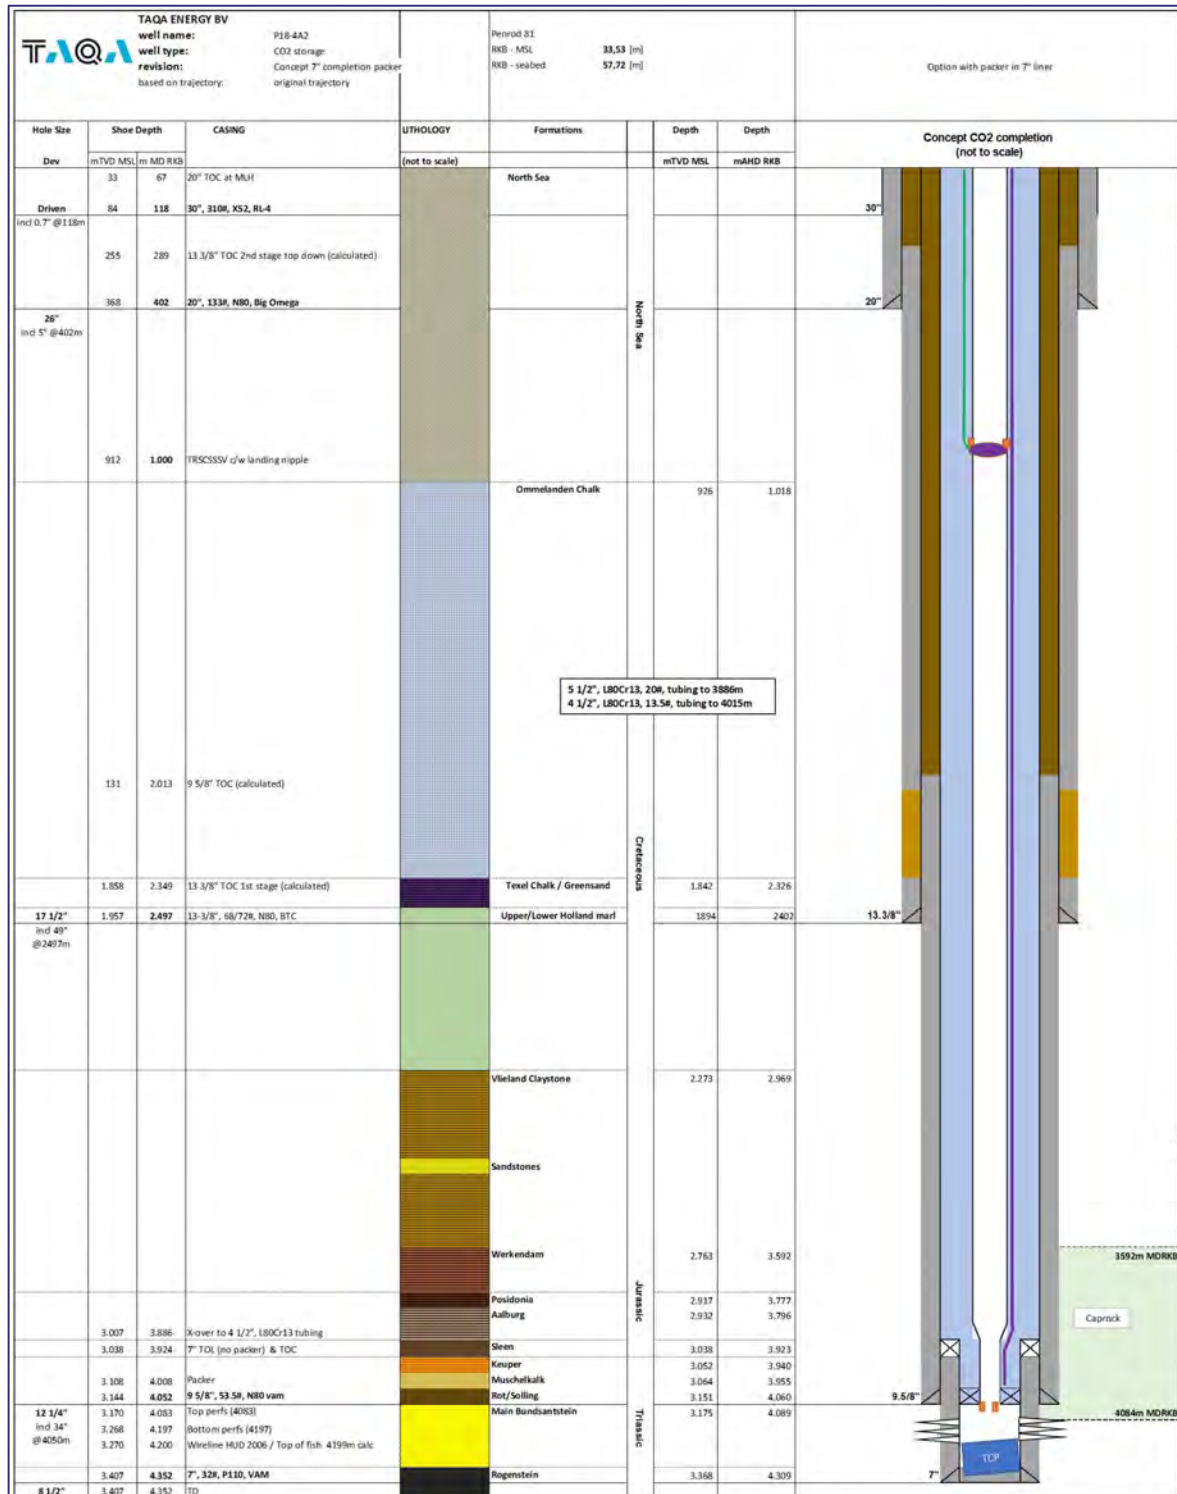 TAQA
TAQA ENERGY BV
well name: P18-4A2
well type: CO2 storage
revision: Concept 7" completion packer
based on trajectory: original trajectory
Penrod 81
RKB - MSL 33,53 [m]
RKB - seabed 57,72 [m]
Option with packer in 7" liner
Hole Size Shoe Depth CASING LITHOLOGY Formations Depth Depth
Dev mTVD MSL m MD RKB (not to scale) mTVD MSL mAHD RKB
Concept CO2 completion
(not to scale)
33 67 20" TOC at MLH North Sea
Driven 84 118 30", 310#, X52, RL-4 30"
incl 0.7" @118m
255 289 13 3/8" TOC 2nd stage top down (calculated)
368 402 20", 133#, N80, Big Omega 20"
26"
incl 5° @402m
North Sea
912 1.000 TRSCSSSV c/w landing nipple
Ommelanden Chalk 926 1.018
5 1/2", L80Cr13, 20#, tubing to 3886m
4 1/2", L80Cr13, 13.5#, tubing to 4015m
131 2.013 9 5/8" TOC (calculated)
Cretaceous
1.858 2.349 13 3/8" TOC 1st stage (calculated) Texel Chalk / Greensand 1.842 2.326
17 1/2" 1.957 2.497 13-3/8", 68/72#, N80, BTC Upper/Lower Holland marl 1894 2402 13.3/8"
incl 49°
@2497m
Vlieland Claystone 2.273 2.969
Sandstones
Werkendam 2.763 3.592 3592m MDRKB
Jurassic
Posidonia 2.917 3.777
Aalburg 2.932 3.796
Caprock
3.007 3.886 X-over to 4 1/2", L80Cr13 tubing
3.038 3.924 7" TOL (no packer) & TOC Sleen 3.038 3.923
Keuper 3.052 3.940
3.108 4.008 Packer Muschelkalk 3.064 3.955
3.144 4.052 9 5/8", 53.5#, N80 vam Rot/Solling 3.151 4.060 9.5/8"
12 1/4" 3.170 4.083 Top perfs (4083) Main Bundsantstein 3.175 4.089 4084m MDRKB
incl 34° 3.268 4.197 Bottom perfs (4197)
@4050m 3.270 4.200 Wireline HUD 2006 / Top of fish 4199m calc
Triassic
TCP
3.407 4.352 7", 32#, P110, VAM Rogenstein 3.368 4.309 7"
8 1/2" 3.407 4.352 TD